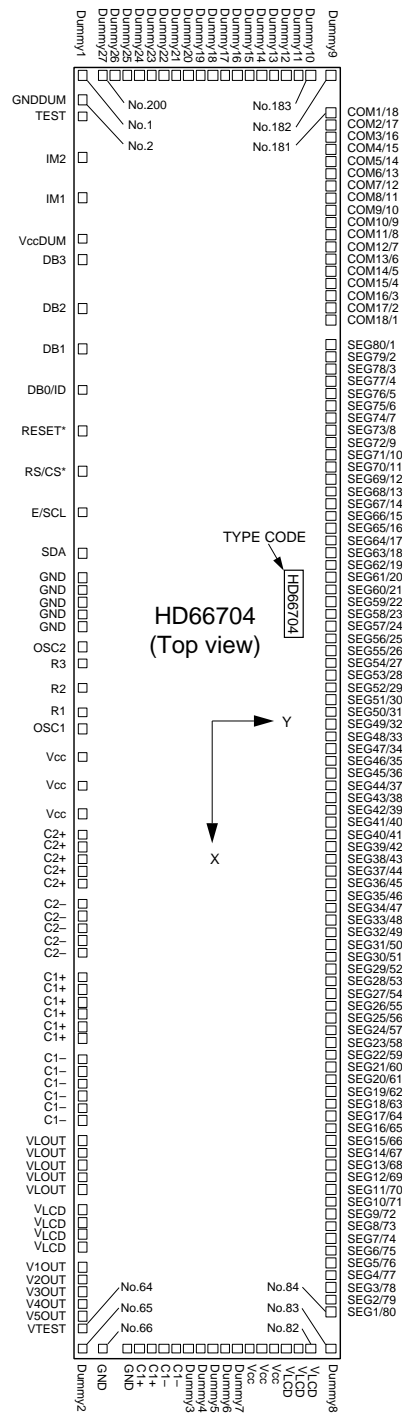 Dummy1
Dummy27
Dummy26
Dummy25
Dummy24
Dummy23
Dummy22
Dummy21
Dummy20
Dummy19
Dummy18
Dummy17
Dummy16
Dummy15
Dummy14
Dummy13
Dummy12
Dummy11
Dummy10
Dummy9
No.200
No.1
No.2
No.183
No.182
No.181
GNDDUM
TEST
IM2
IM1
VccDUM
DB3
DB2
DB1
DB0/ID
RESET*
RS/CS*
E/SCL
SDA
GND
GND
GND
GND
GND
OSC2
R3
R2
R1
OSC1
Vcc
Vcc
Vcc
C2+
C2+
C2+
C2+
C2+
C2–
C2–
C2–
C2–
C2–
C1+
C1+
C1+
C1+
C1+
C1+
C1–
C1–
C1–
C1–
C1–
C1–
VLOUT
VLOUT
VLOUT
VLOUT
VLOUT
VLCD
VLCD
VLCD
VLCD
V1OUT
V2OUT
V3OUT
V4OUT
V5OUT
VTEST
TYPE CODE
HD66704
HD66704
(Top view)
Y
X
COM1/18
COM2/17
COM3/16
COM4/15
COM5/14
COM6/13
COM7/12
COM8/11
COM9/10
COM10/9
COM11/8
COM12/7
COM13/6
COM14/5
COM15/4
COM16/3
COM17/2
COM18/1
SEG80/1
SEG79/2
SEG78/3
SEG77/4
SEG76/5
SEG75/6
SEG74/7
SEG73/8
SEG72/9
SEG71/10
SEG70/11
SEG69/12
SEG68/13
SEG67/14
SEG66/15
SEG65/16
SEG64/17
SEG63/18
SEG62/19
SEG61/20
SEG60/21
SEG59/22
SEG58/23
SEG57/24
SEG56/25
SEG55/26
SEG54/27
SEG53/28
SEG52/29
SEG51/30
SEG50/31
SEG49/32
SEG48/33
SEG47/34
SEG46/35
SEG45/36
SEG44/37
SEG43/38
SEG42/39
SEG41/40
SEG40/41
SEG39/42
SEG38/43
SEG37/44
SEG36/45
SEG35/46
SEG34/47
SEG33/48
SEG32/49
SEG31/50
SEG30/51
SEG29/52
SEG28/53
SEG27/54
SEG26/55
SEG25/56
SEG24/57
SEG23/58
SEG22/59
SEG21/60
SEG20/61
SEG19/62
SEG18/63
SEG17/64
SEG16/65
SEG15/66
SEG14/67
SEG13/68
SEG12/69
SEG11/70
SEG10/71
SEG9/72
SEG8/73
SEG7/74
SEG6/75
SEG5/76
SEG4/77
SEG3/78
SEG2/79
SEG1/80
No.64
No.65
No.66
No.84
No.83
No.82
Dummy2
GND
GND
C1+
C1+
C1–
C1–
Dummy3
Dummy4
Dummy5
Dummy6
Dummy7
Vcc
Vcc
Vcc
VLCD
VLCD
VLCD
Dummy8